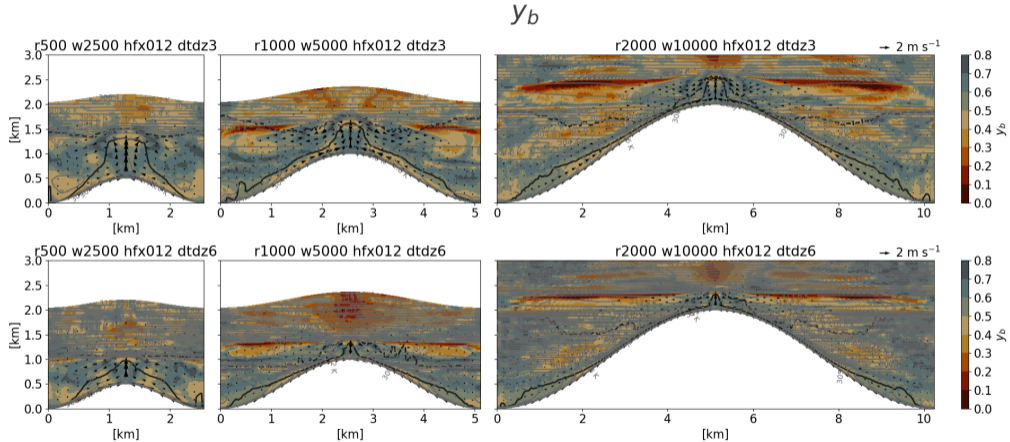 y_b
r500 w2500 hfx012 dtdz3 r1000 w5000 hfx012 dtdz3 r2000 w10000 hfx012 dtdz3 2 m s⁻¹
3.0 2.5 2.0 1.5 1.0 0.5 0.0
[km]
0 1 2
[km]
0 1 2 3 4 5
[km]
0 2 4 6 8 10
[km]
0.8 0.7 0.6 0.5 0.4 0.3 0.2 0.1 0.0
y_b
r500 w2500 hfx012 dtdz6 r1000 w5000 hfx012 dtdz6 r2000 w10000 hfx012 dtdz6 2 m s⁻¹
3.0 2.5 2.0 1.5 1.0 0.5 0.0
[km]
0 1 2
[km]
0 1 2 3 4 5
[km]
0 2 4 6 8 10
[km]
0.8 0.7 0.6 0.5 0.4 0.3 0.2 0.1 0.0
y_b